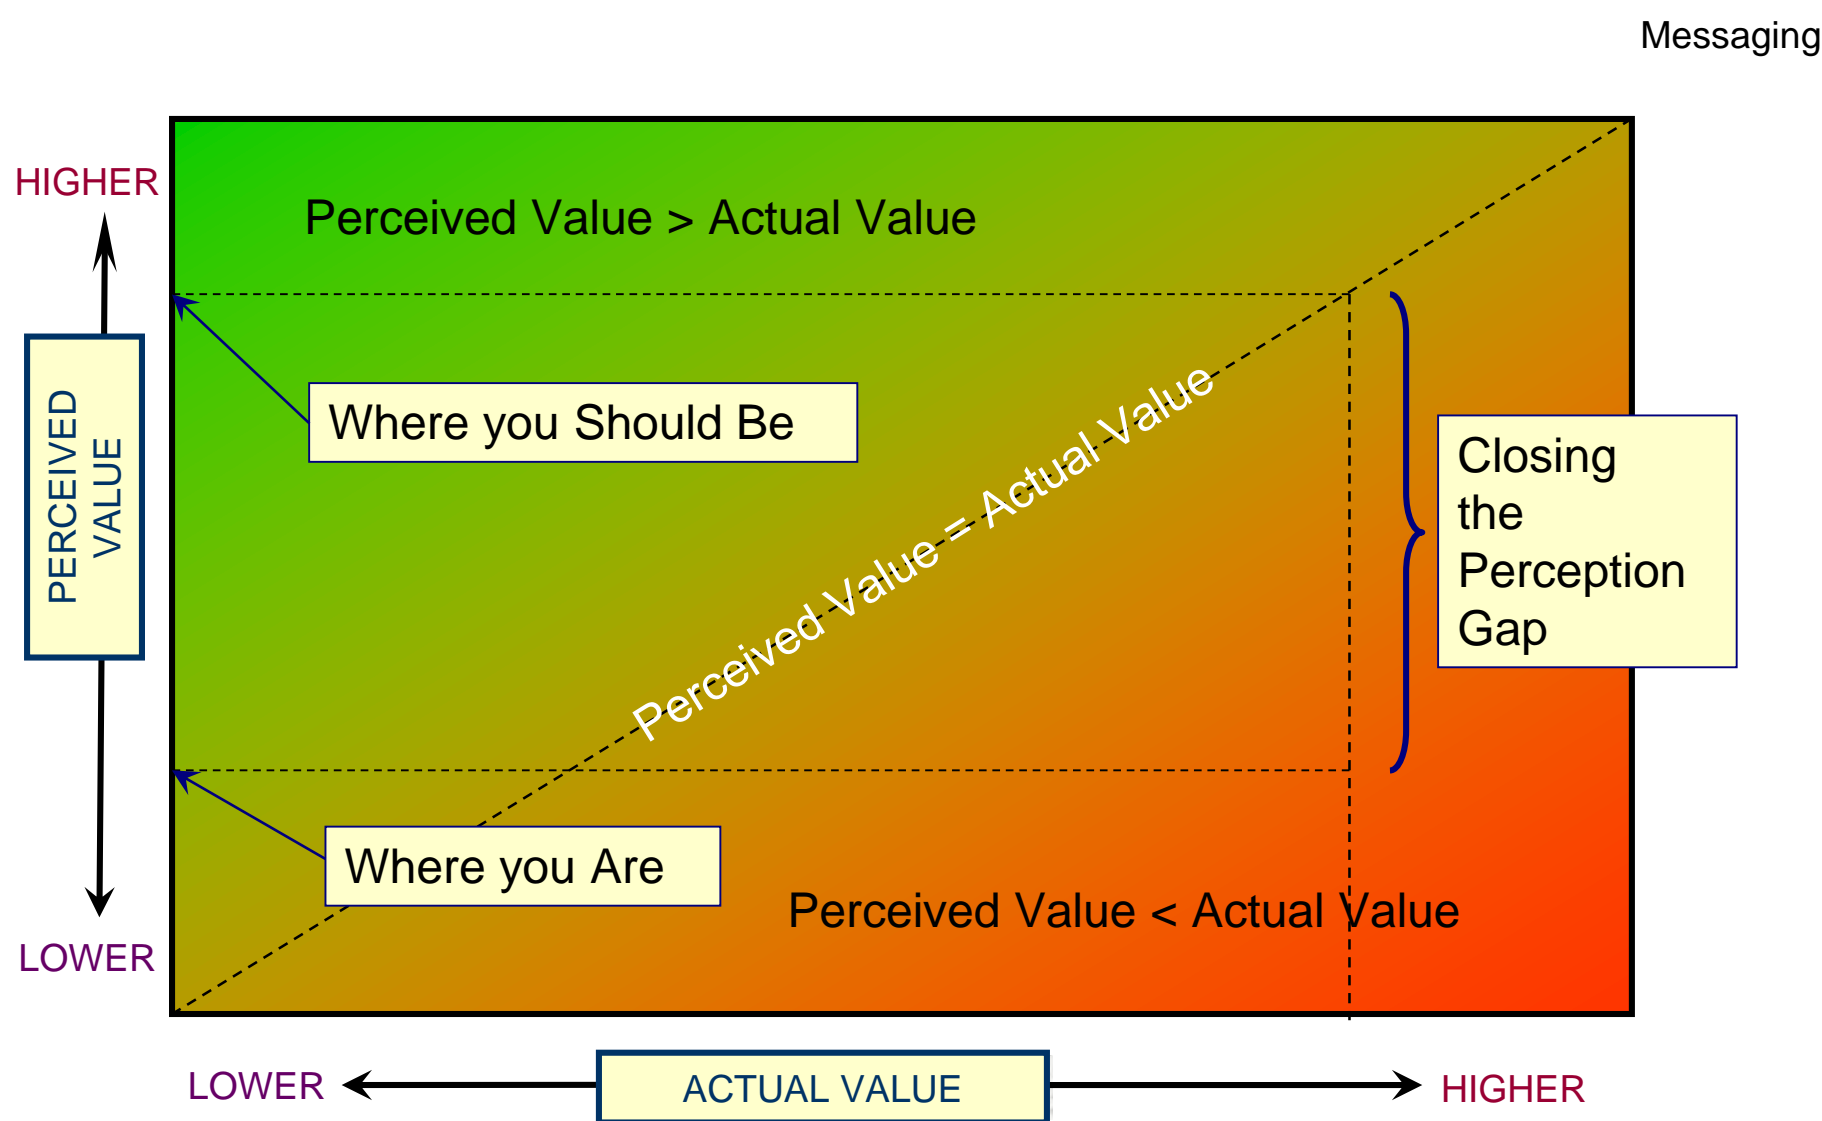 Messaging
HIGHER
Perceived Value > Actual Value
PERCEIVED
VALUE
Where you Should Be
Perceived Value = Actual Value
Closing
the
Perception
Gap
Where you Are
Perceived Value < Actual Value
LOWER
LOWER
ACTUAL VALUE
HIGHER